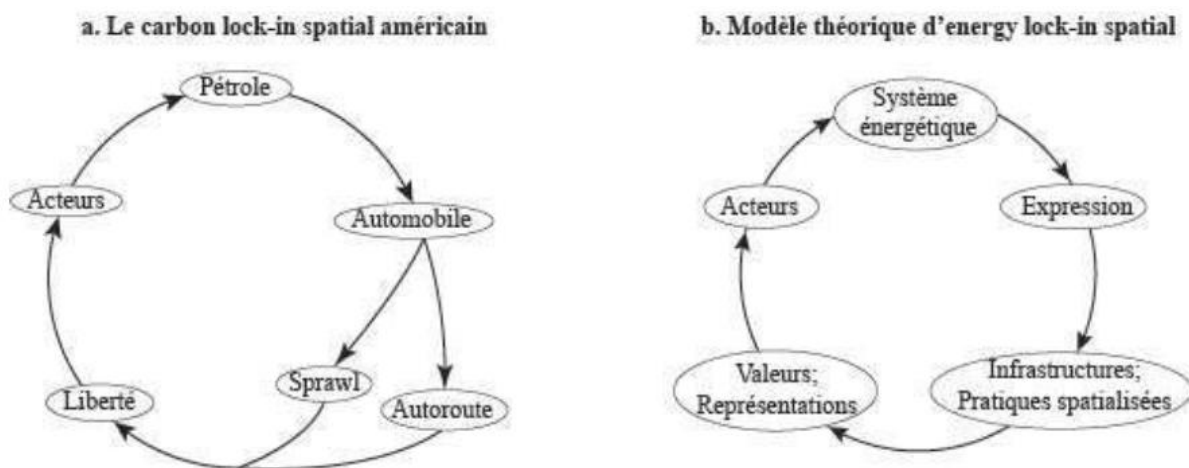 a. Le carbon lock-in spatial américain
Pétrole
Acteurs
Automobile
Sprawl
Liberté
Autoroute
b. Modèle théorique d'energy lock-in spatial
Système
énergétique
Acteurs
Expression
Valeurs;
Représentations
Infrastructures;
Pratiques spatialisées